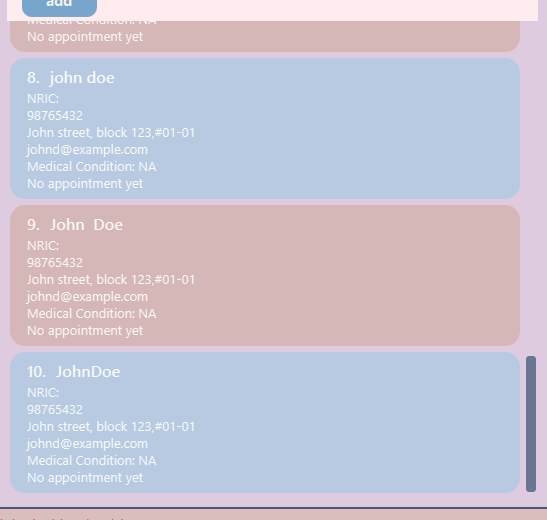 add
Medical Condition: NA
No appointment yet
8. john doe
NRIC:
98765432
John street, block 123,#01-01
johnd@example.com
Medical Condition: NA
No appointment yet
9. John  Doe
NRIC:
98765432
John street, block 123,#01-01
johnd@example.com
Medical Condition: NA
No appointment yet
10. JohnDoe
NRIC:
98765432
John street, block 123,#01-01
johnd@example.com
Medical Condition: NA
No appointment yet